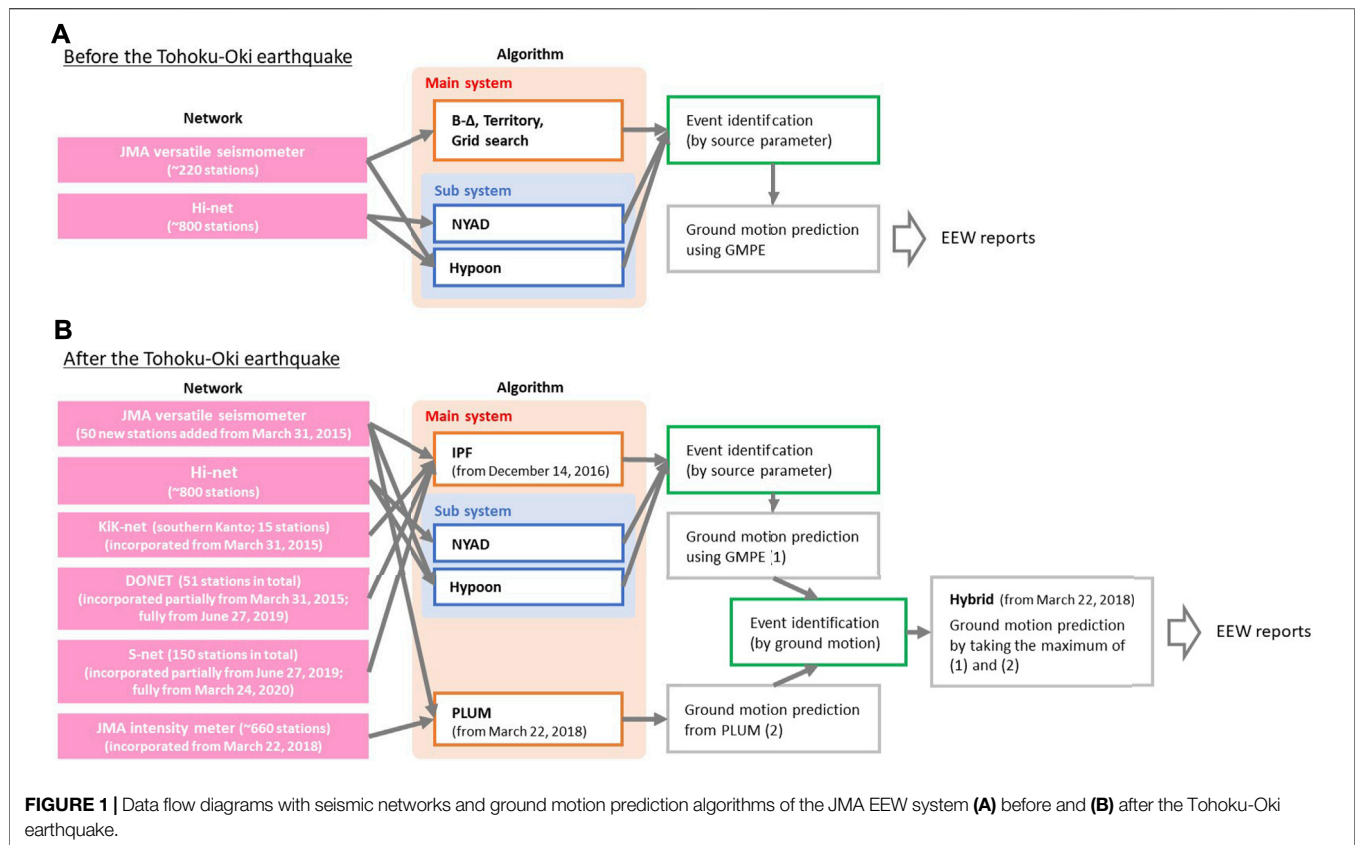 A
Before the Tohoku-Oki earthquake
Algorithm
Main system
Network
JMA versatile seismometer
(~220 stations)
Hi-net
(~800 stations)
B-Δ, Territory,
Grid search
Sub system
NYAD
Hypoon
Event identification
(by source parameter)
Ground motion prediction
using GMPE
EEW reports
B
After the Tohoku-Oki earthquake
Network
Algorithm
JMA versatile seismometer
(50 new stations added from March 31, 2015)
Hi-net
(~800 stations)
KiK-net (southern Kanto; 15 stations)
(incorporated from March 31, 2015)
DONET (51 stations in total)
(incorporated partially from March 31, 2015;
fully from June 27, 2019)
S-net (150 stations in total)
(incorporated partially from June 27, 2019;
fully from March 24, 2020)
JMA intensity meter (~660 stations)
(incorporated from March 22, 2018)
Main system
IPF
(from December 14, 2016)
Sub system
NYAD
Hypoon
PLUM
(from March 22, 2018)
Event identification
(by source parameter)
Ground motion prediction
using GMPE (1)
Event identification
(by ground motion)
Ground motion prediction
from PLUM (2)
Hybrid (from March 22, 2018)
Ground motion prediction
by taking the maximum of
(1) and (2)
EEW reports
FIGURE 1 | Data flow diagrams with seismic networks and ground motion prediction algorithms of the JMA EEW system (A) before and (B) after the Tohoku-Oki
earthquake.